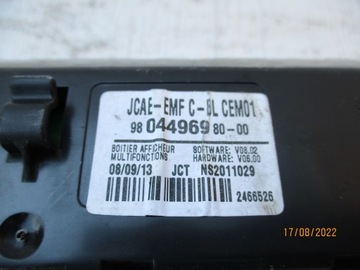 JCAE-EMF C-BL CEM01
98 044969 80-00
BOITIER AFFICHEUR SOFTWARE: V08.02
MULTIFONCTIONS HARDWARE: V06.00
08/09/13 JCT NS2011029
2466526
17/08/2022